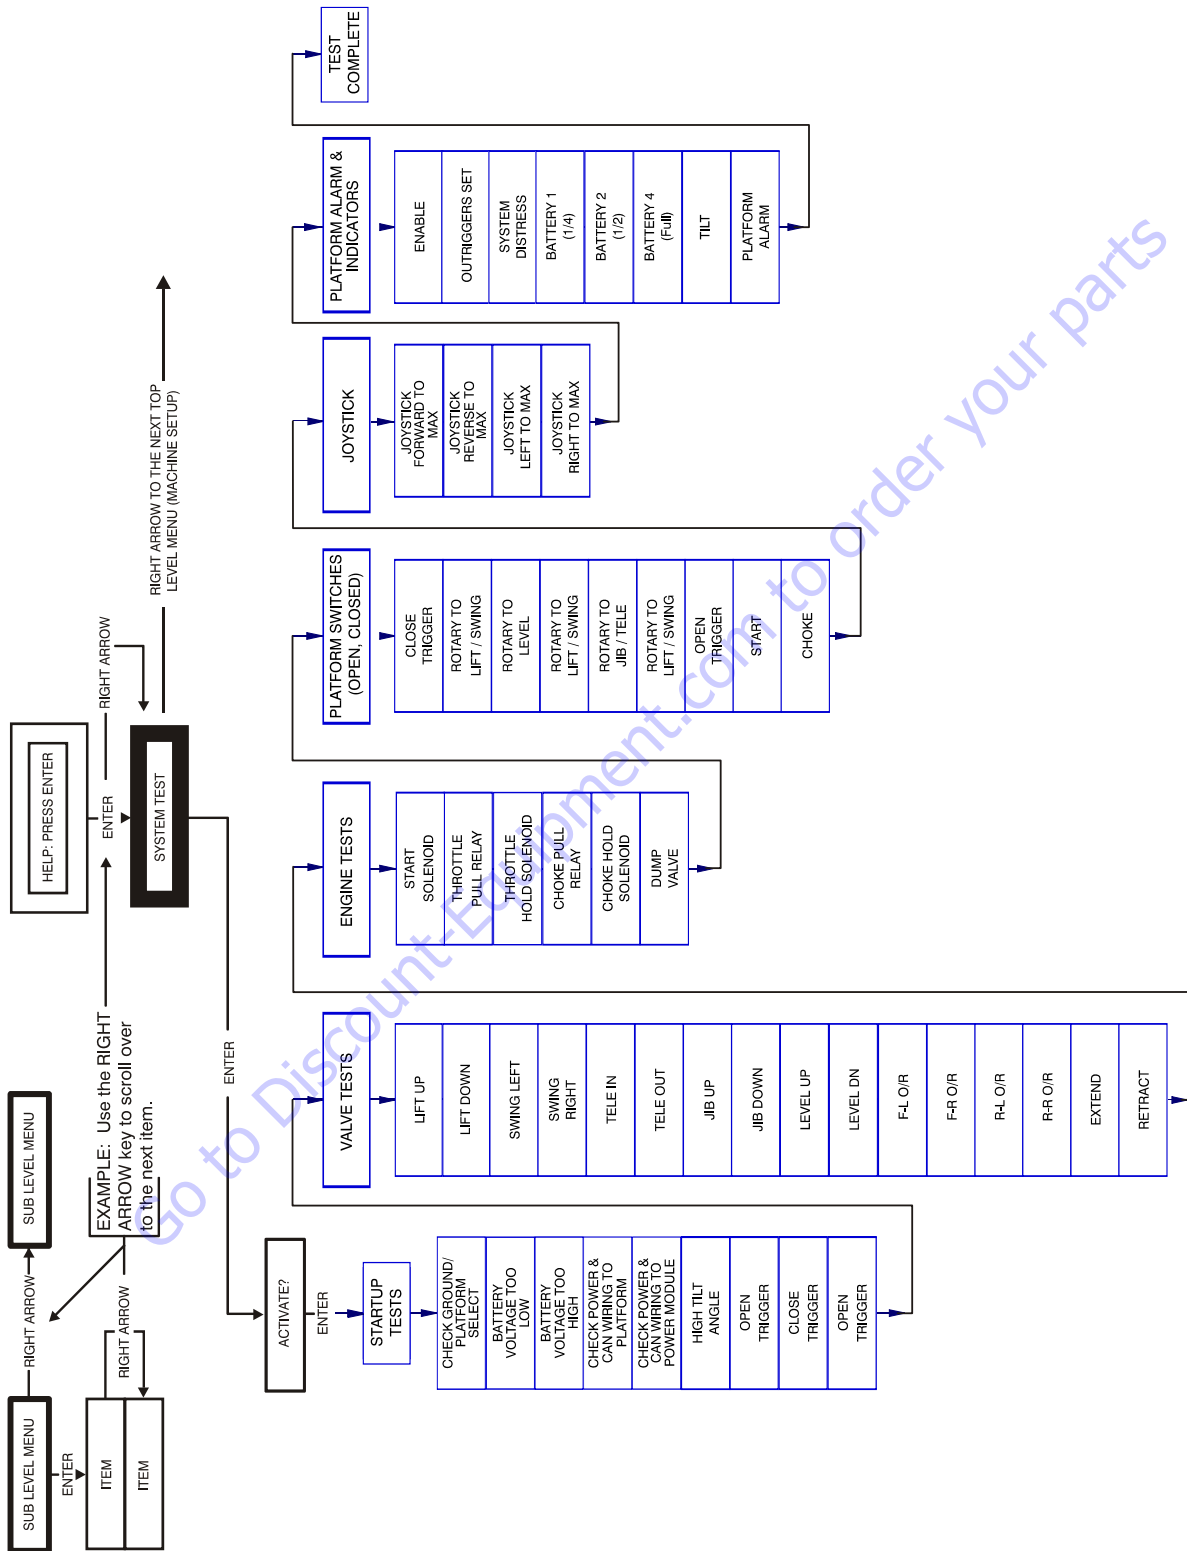 SUB LEVEL MENU
RIGHT ARROW
SUB LEVEL MENU
ENTER
ITEM
ITEM
RIGHT ARROW
EXAMPLE: Use the RIGHT
ARROW key to scroll over
to the next item.
HELP: PRESS ENTER
ENTER
RIGHT ARROW
SYSTEM TEST
RIGHT ARROW TO THE NEXT TOP
LEVEL MENU (MACHINE SETUP)
ENTER
ACTIVATE?
ENTER
STARTUP
TESTS
CHECK GROUND/
PLATFORM
SELECT
BATTERY
VOLTAGE TOO
LOW
BATTERY
VOLTAGE TOO
HIGH
CHECK POWER &
CAN WIRING TO
PLATFORM
CHECK POWER &
CAN WIRING TO
POWER MODULE
HIGH TILT
ANGLE
OPEN
TRIGGER
CLOSE
TRIGGER
OPEN
TRIGGER
VALVE TESTS
LIFT UP
LIFT DOWN
SWING LEFT
SWING
RIGHT
TELE IN
TELE OUT
JIB UP
JIB DOWN
LEVEL UP
LEVEL DN
F-L O/R
F-R O/R
R-L O/R
R-R O/R
EXTEND
RETRACT
ENGINE TESTS
START
SOLENOID
THROTTLE
PULL RELAY
THROTTLE
HOLD SOLENOID
CHOKE PULL
RELAY
CHOKE HOLD
SOLENOID
DUMP
VALVE
PLATFORM SWITCHES
(OPEN, CLOSED)
CLOSE
TRIGGER
ROTARY TO
LIFT / SWING
ROTARY TO
LEVEL
ROTARY TO
LIFT / SWING
ROTARY TO
JIB / TELE
ROTARY TO
LIFT / SWING
OPEN
TRIGGER
START
CHOKE
JOYSTICK
JOYSTICK
FORWARD TO
MAX
JOYSTICK
REVERSE TO
MAX
JOYSTICK
LEFT TO MAX
JOYSTICK
RIGHT TO MAX
PLATFORM ALARM &
INDICATORS
ENABLE
OUTRIGGERS SET
SYSTEM
DISTRESS
BATTERY 1
(1/4)
BATTERY 2
(1/2)
BATTERY 4
(Full)
TILT
PLATFORM
ALARM
TEST
COMPLETE
Go to Discount-Equipment.com to order your parts